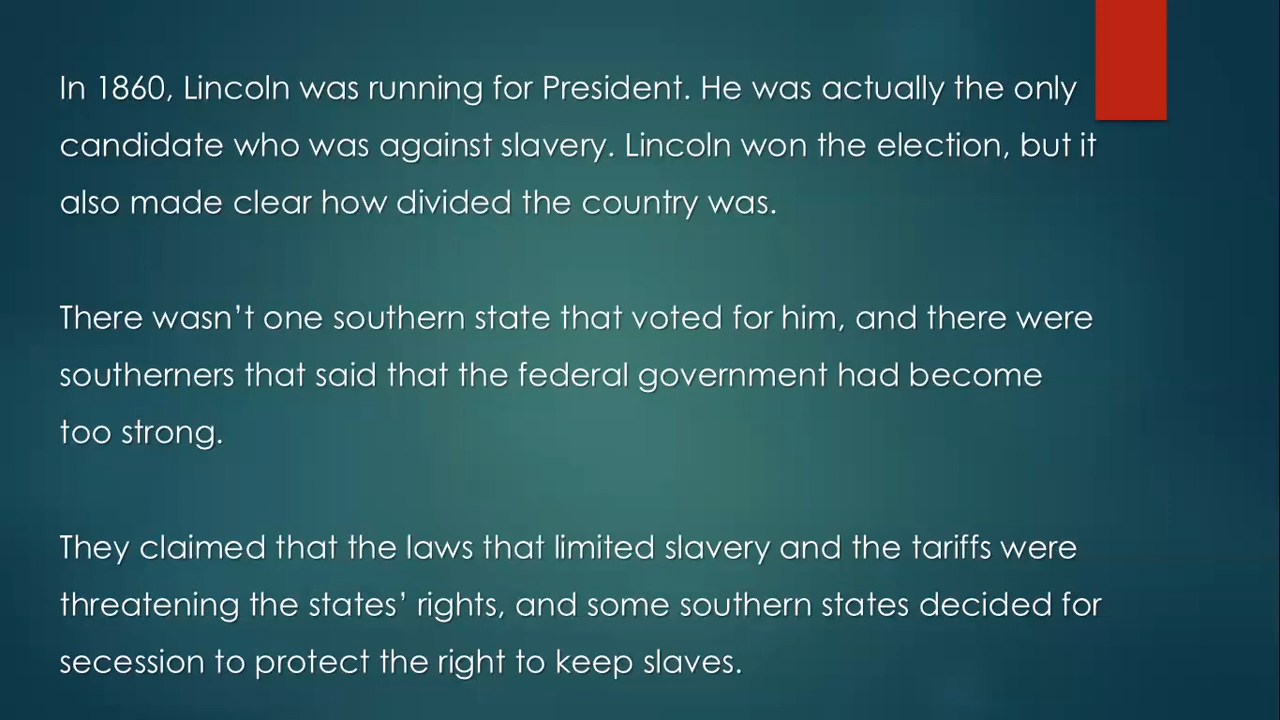 In 1860, Lincoln was running for President. He was actually the only
candidate who was against slavery. Lincoln won the election, but it
also made clear how divided the country was.
There wasn’t one southern state that voted for him, and there were
southerners that said that the federal government had become
too strong.
They claimed that the laws that limited slavery and the tariffs were
threatening the states’ rights, and some southern states decided for
secession to protect the right to keep slaves.